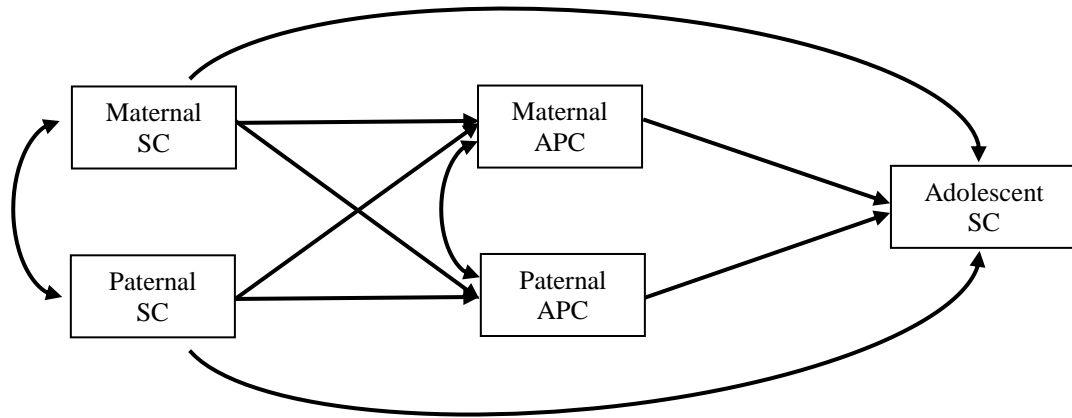 Maternal
SC
Maternal
APC
Adolescent
SC
Paternal
SC
Paternal
APC